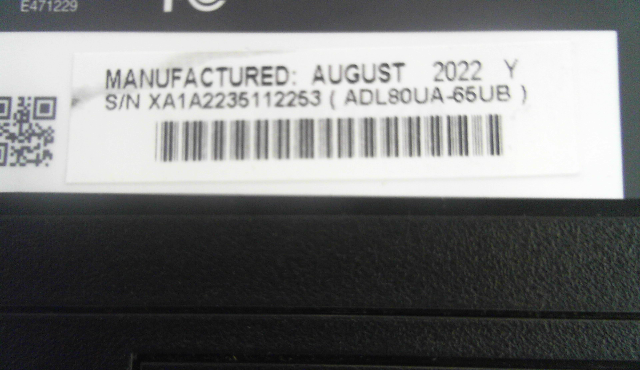 E471229
MANUFACTURED: AUGUST 2022 Y
S/N XA1A2235112253 ( ADL80UA-65UB )